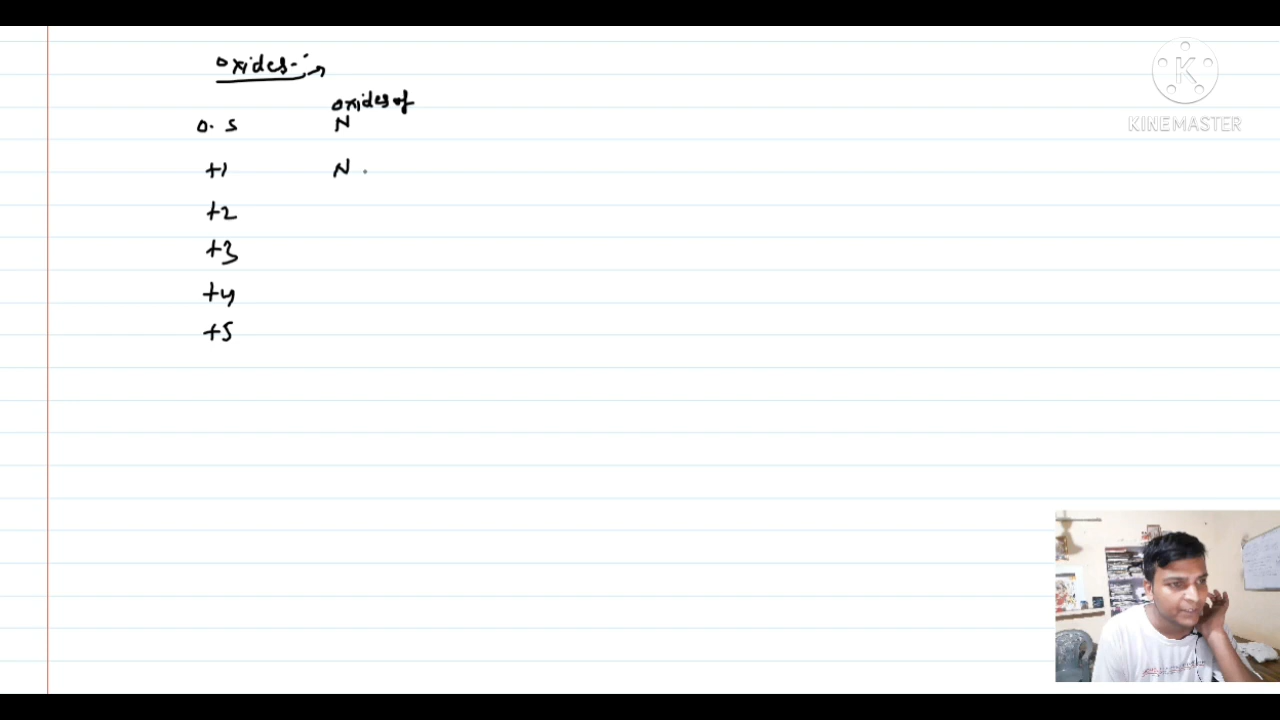 Oxides:-→
oxides of
O.S N
+1 N
+2
+3
+4
+5
KINEMASTER